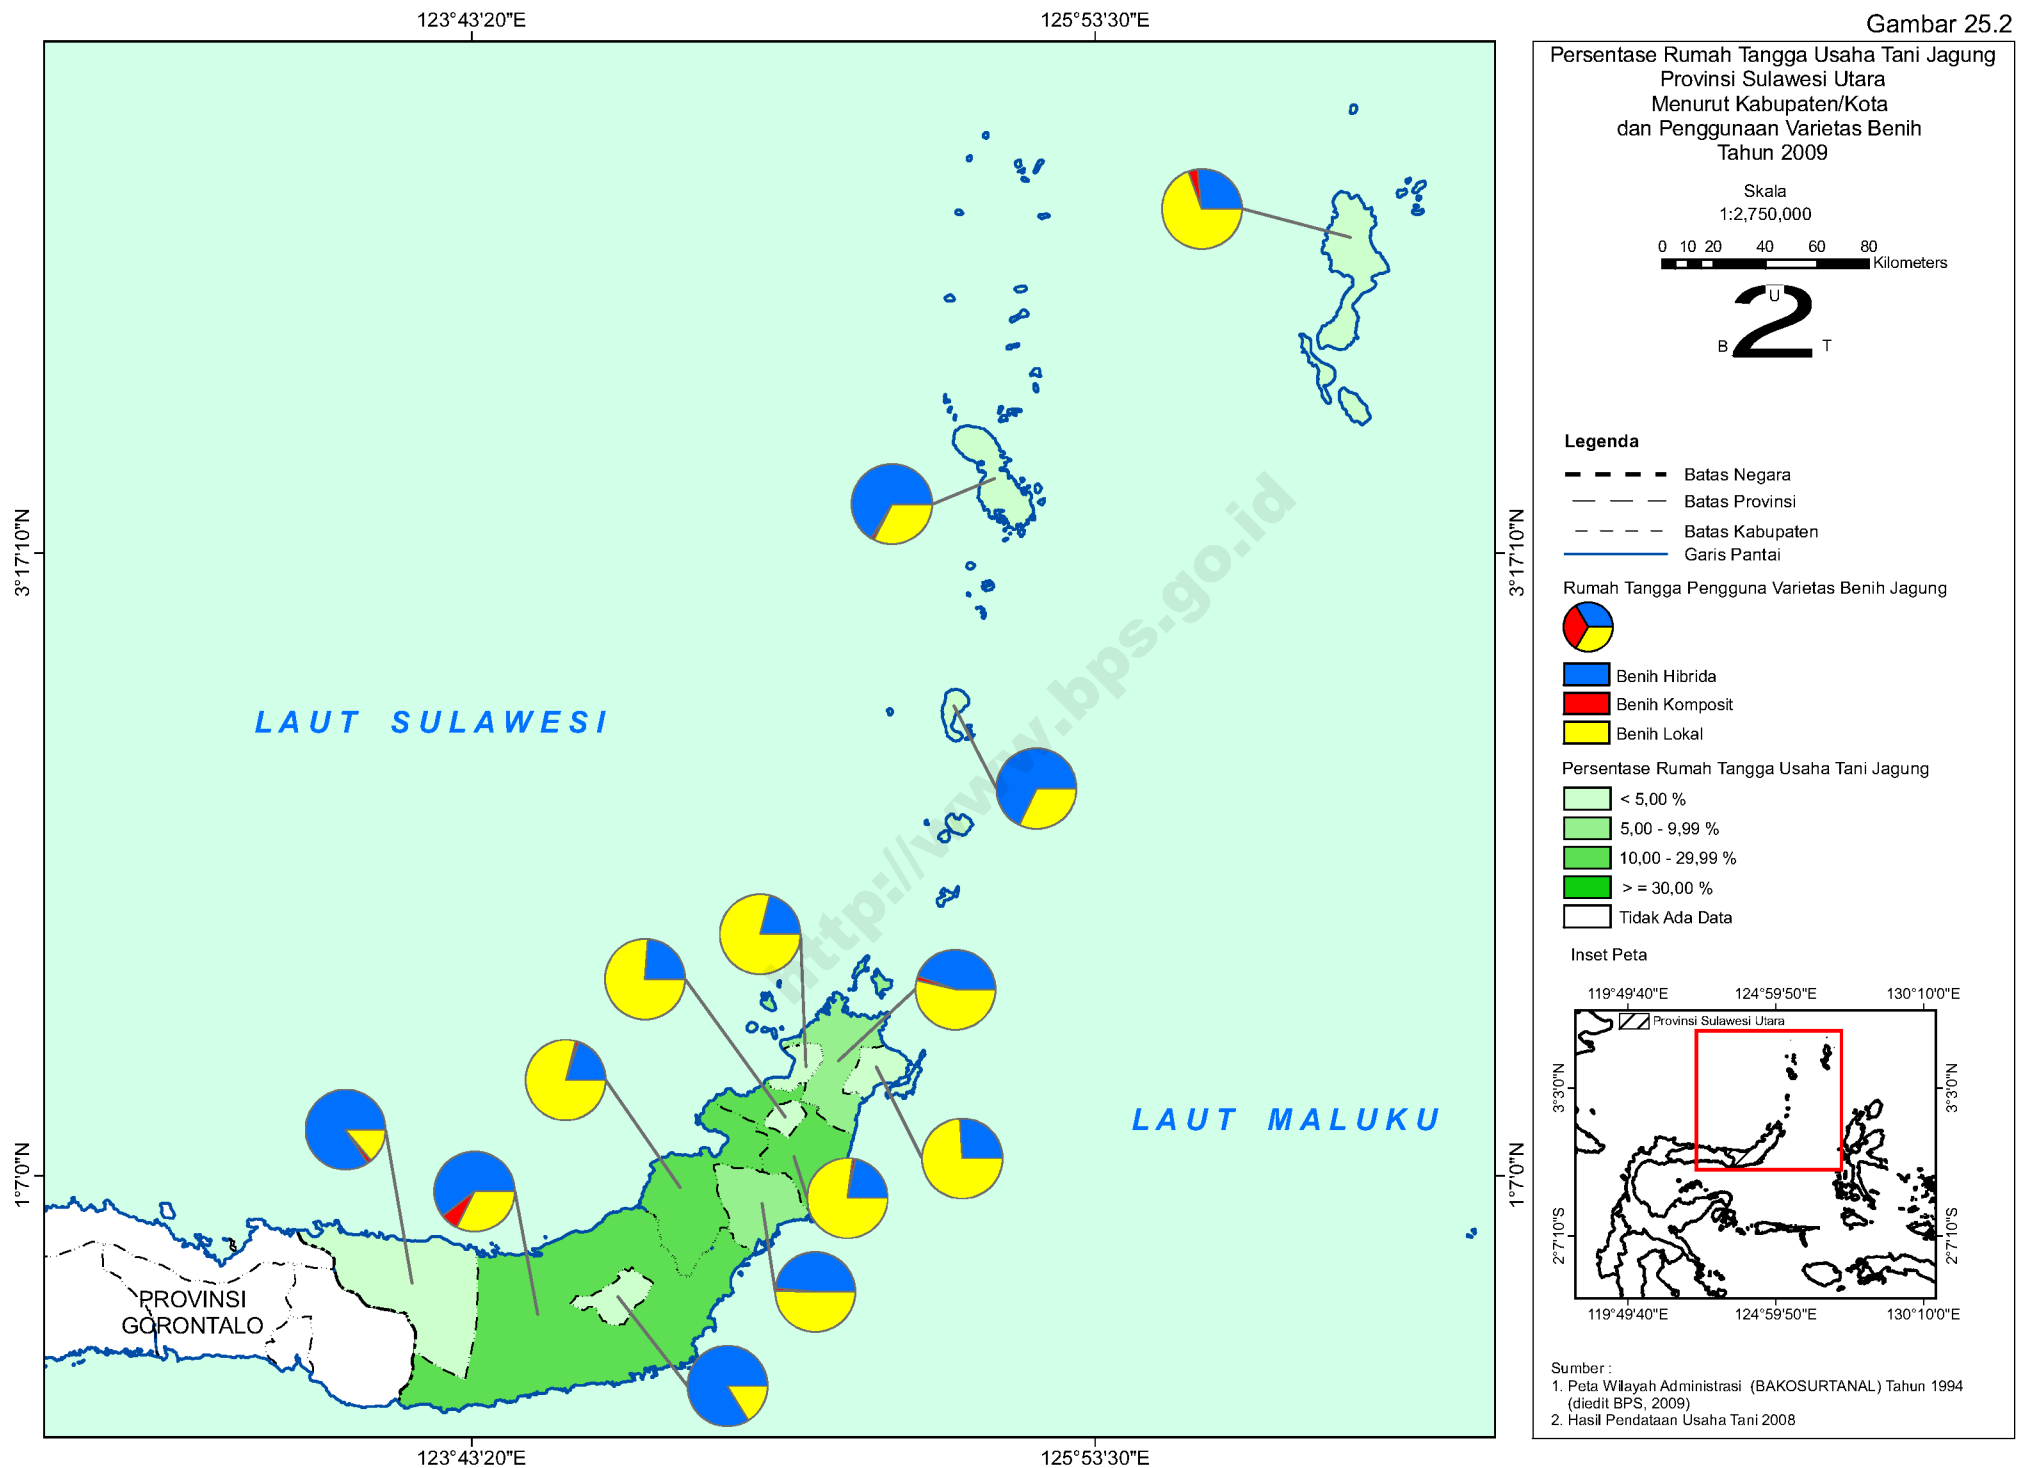 Gambar 25.2
123°43'20"E
125°53'30"E
3°17'10"N
3°17'10"N
1°7'0"N
1°7'0"N
123°43'20"E
125°53'30"E
LAUT SULAWESI
LAUT MALUKU
PROVINSI
GORONTALO
http://www.bps.go.id
Persentase Rumah Tangga Usaha Tani Jagung
Provinsi Sulawesi Utara
Menurut Kabupaten/Kota
dan Penggunaan Varietas Benih
Tahun 2009
Skala
1:2,750,000
0 10 20 40 60 80
Kilometers
U
B 2 T
Legenda
Batas Negara
Batas Provinsi
Batas Kabupaten
Garis Pantai
Rumah Tangga Pengguna Varietas Benih Jagung
Benih Hibrida
Benih Komposit
Benih Lokal
Persentase Rumah Tangga Usaha Tani Jagung
< 5,00 %
5,00 - 9,99 %
10,00 - 29,99 %
> = 30,00 %
Tidak Ada Data
Inset Peta
119°49'40"E 124°59'50"E 130°10'0"E
Provinsi Sulawesi Utara
3°3'0"N
3°3'0"N
2°7'10"S
2°7'10"S
119°49'40"E 124°59'50"E 130°10'0"E
Sumber :
1. Peta Wilayah Administrasi (BAKOSURTANAL) Tahun 1994
(diedit BPS, 2009)
2. Hasil Pendataan Usaha Tani 2008